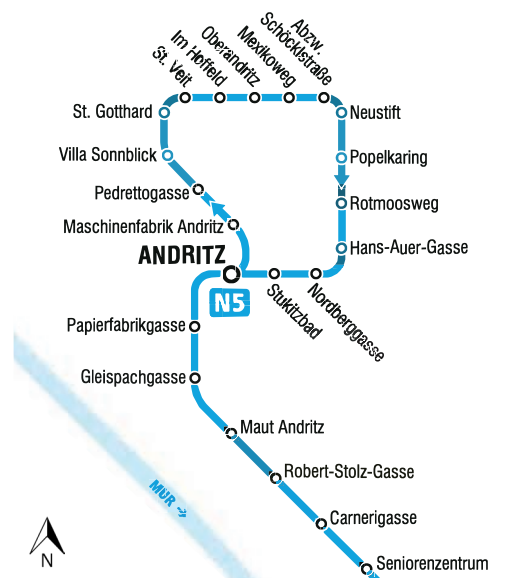 Abzw.
Schöcklstraße
Mexikoweg
Oberandritz
Im Hoffeld
St. Veit
St. Gotthard
Neustift
Villa Sonnblick
Popelkaring
Pedrettogasse
Rotmoosweg
Maschinenfabrik Andritz
Hans-Auer-Gasse
ANDRITZ
N5
Stukitzbad
Nordberggasse
Papierfabrikgasse
Gleispachgasse
Maut Andritz
Robert-Stolz-Gasse
MUR
Carnerigasse
Seniorenzentrum
N